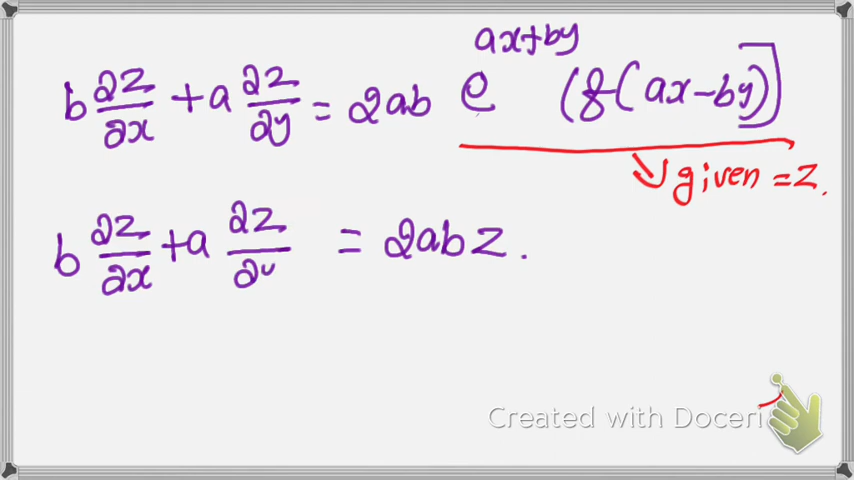 b ∂z/∂x + a ∂z/∂y = 2ab e^{ax+by} (f(ax-by))]
given = z.
b ∂z/∂x + a ∂z/∂y = 2abz.
Created with Doceri